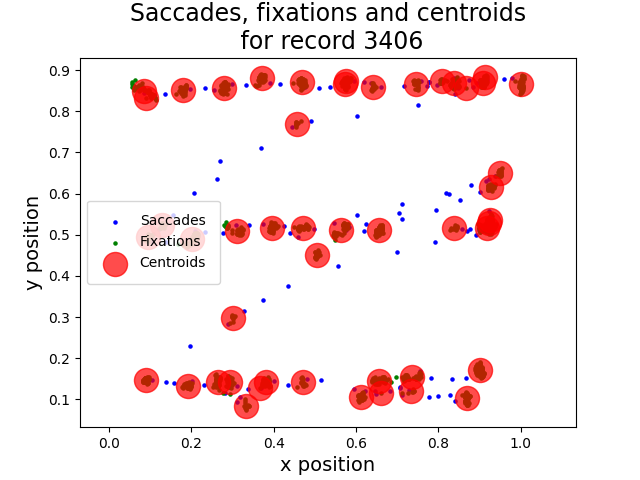 Saccades, fixations and centroids
for record 3406
0.9
0.8
0.7
0.6
0.5
0.4
0.3
0.2
0.1
y position
Saccades
Fixations
Centroids
0.0 0.2 0.4 0.6 0.8 1.0
x position